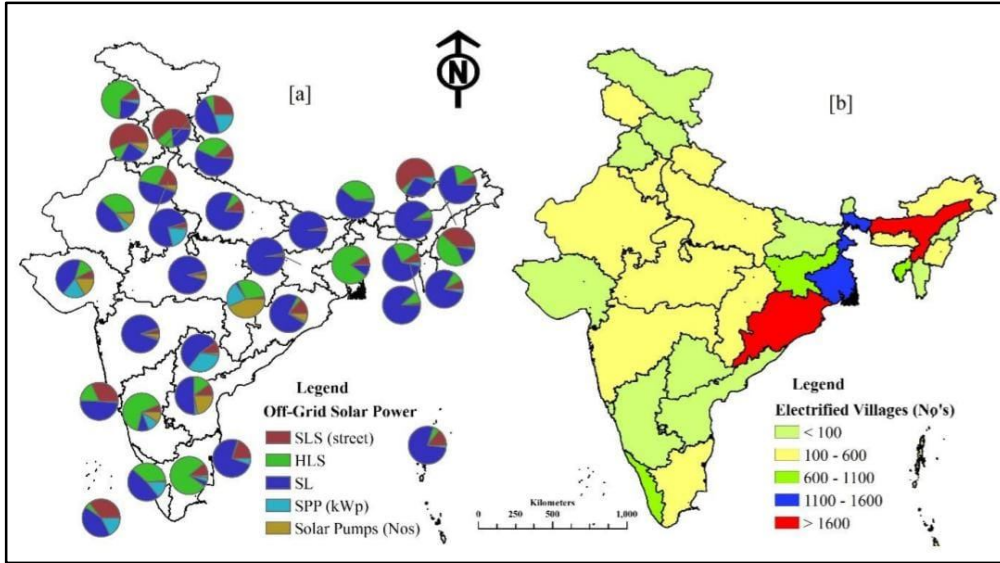 [a]
N
[b]
Legend
Off-Grid Solar Power
SLS (street)
HLS
SL
SPP (kWp)
Solar Pumps (Nos)
Kilometers
0 250 500 1,000
Legend
Electrified Villages (No's)
< 100
100 - 600
600 - 1100
1100 - 1600
> 1600